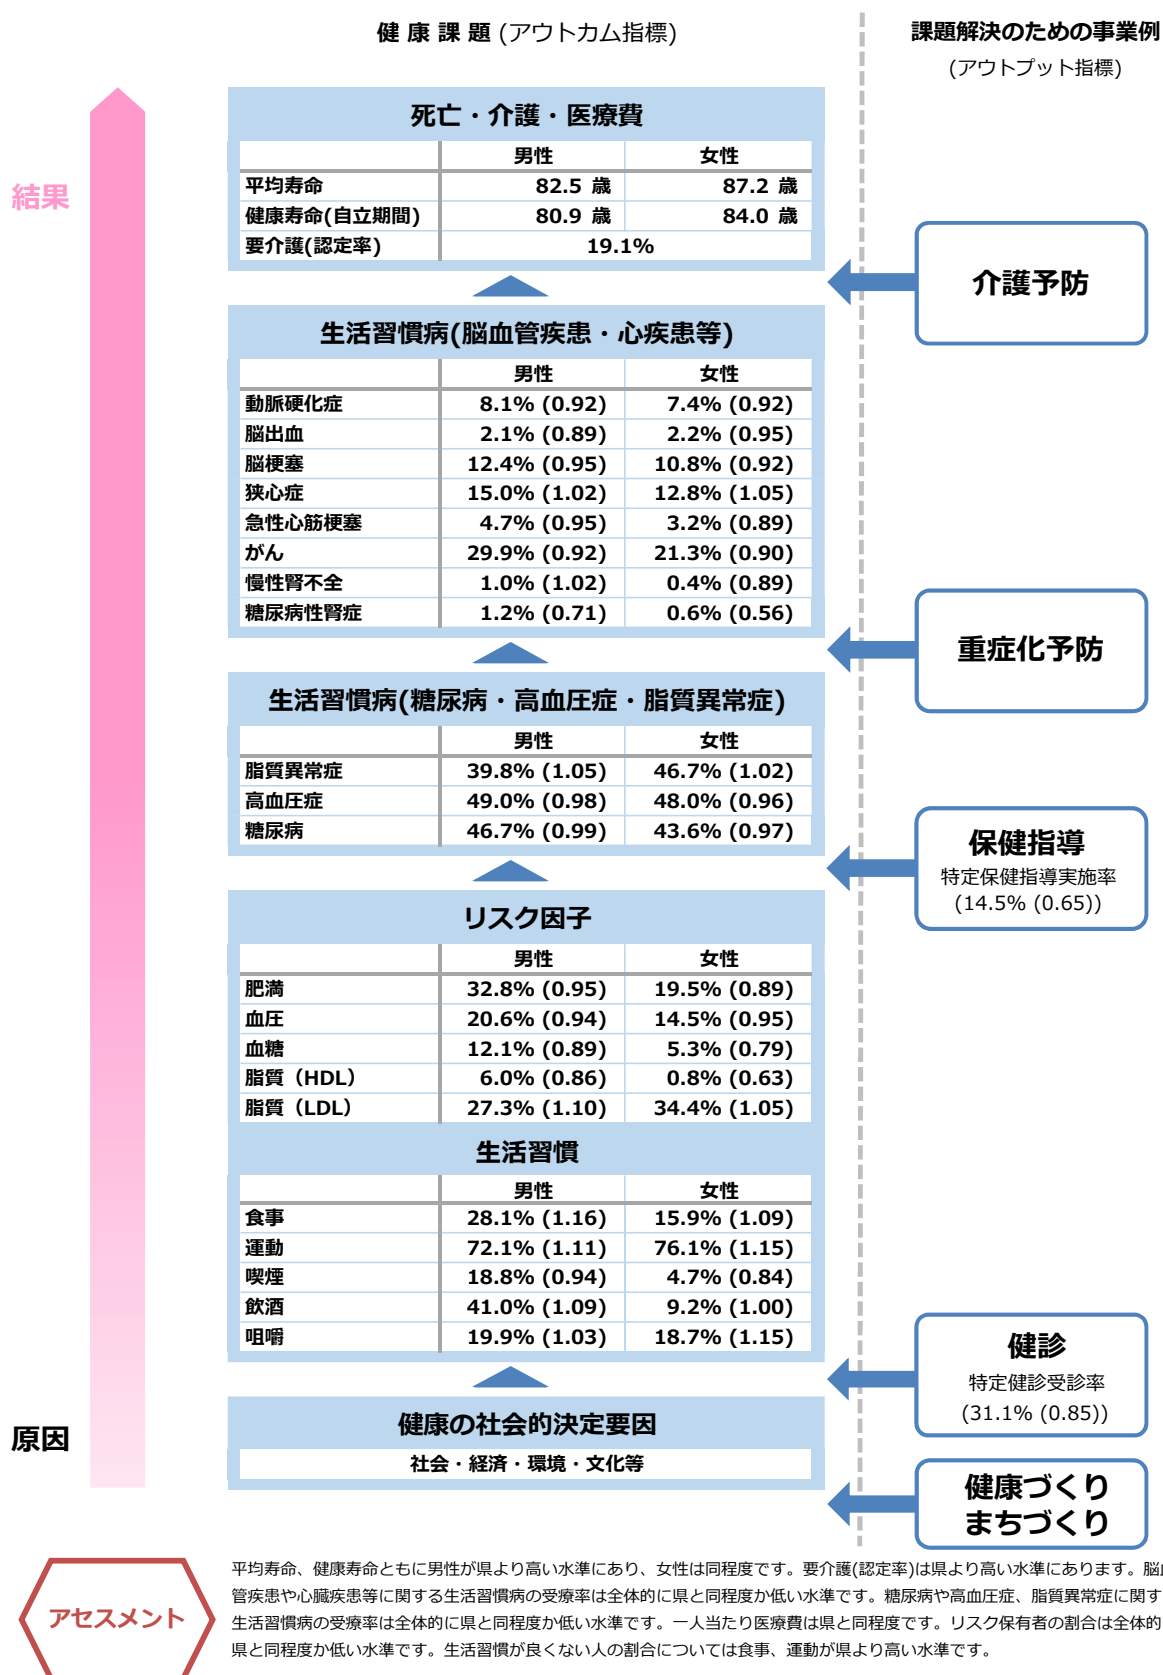 健 康 課 題 (アウトカム指標)
課題解決のための事業例
(アウトプット指標)
結果
死亡・介護・医療費
男性 女性
平均寿命 82.5 歳 87.2 歳
健康寿命(自立期間) 80.9 歳 84.0 歳
要介護(認定率) 19.1%
介護予防
生活習慣病(脳血管疾患・心疾患等)
男性 女性
動脈硬化症 8.1% (0.92) 7.4% (0.92)
脳出血 2.1% (0.89) 2.2% (0.95)
脳梗塞 12.4% (0.95) 10.8% (0.92)
狭心症 15.0% (1.02) 12.8% (1.05)
急性心筋梗塞 4.7% (0.95) 3.2% (0.89)
がん 29.9% (0.92) 21.3% (0.90)
慢性腎不全 1.0% (1.02) 0.4% (0.89)
糖尿病性腎症 1.2% (0.71) 0.6% (0.56)
重症化予防
生活習慣病(糖尿病・高血圧症・脂質異常症)
男性 女性
脂質異常症 39.8% (1.05) 46.7% (1.02)
高血圧症 49.0% (0.98) 48.0% (0.96)
糖尿病 46.7% (0.99) 43.6% (0.97)
保健指導
特定保健指導実施率
(14.5% (0.65))
リスク因子
男性 女性
肥満 32.8% (0.95) 19.5% (0.89)
血圧 20.6% (0.94) 14.5% (0.95)
血糖 12.1% (0.89) 5.3% (0.79)
脂質（HDL） 6.0% (0.86) 0.8% (0.63)
脂質（LDL） 27.3% (1.10) 34.4% (1.05)
生活習慣
男性 女性
食事 28.1% (1.16) 15.9% (1.09)
運動 72.1% (1.11) 76.1% (1.15)
喫煙 18.8% (0.94) 4.7% (0.84)
飲酒 41.0% (1.09) 9.2% (1.00)
咀嚼 19.9% (1.03) 18.7% (1.15)
健診
特定健診受診率
(31.1% (0.85))
原因
健康の社会的決定要因
社会・経済・環境・文化等
健康づくり
まちづくり
アセスメント
平均寿命、健康寿命ともに男性が県より高い水準にあり、女性は同程度です。要介護(認定率)は県より高い水準にあります。脳血
管疾患や心臓疾患等に関する生活習慣病の受療率は全体的に県と同程度か低い水準です。糖尿病や高血圧症、脂質異常症に関す
生活習慣病の受療率は全体的に県と同程度か低い水準です。一人当たり医療費は県と同程度です。リスク保有者の割合は全体的
県と同程度か低い水準です。生活習慣が良くない人の割合については食事、運動が県より高い水準です。